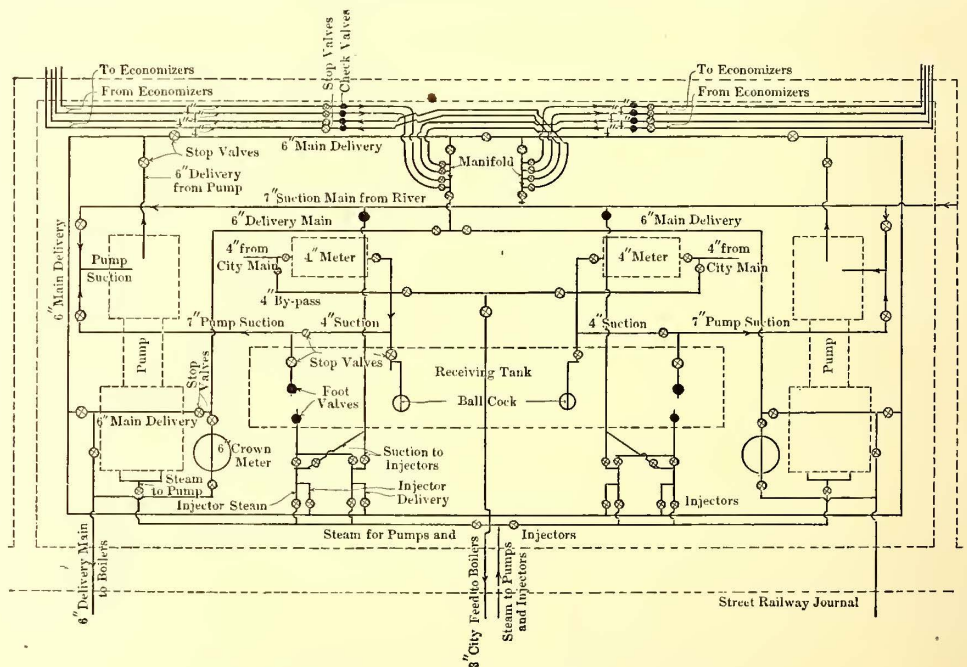 Stop Valves
Check Valves
To Economizers
From Economizers
To Economizers
From Economizers
4"
4"
4"
4"
4"
4"
Stop Valves
6" Main Delivery
6" Delivery
from Pump
Manifold
7" Suction Main from River
6" Delivery Main
6" Main Delivery
6" Main Delivery
4" from
City Main
4" Meter
4" Meter
4" from
City Main
Pump
Suction
4" By-pass
7" Pump Suction
4" Suction
4" Suction
7" Pump Suction
Pump
Stop
Valves
Stop Valves
Receiving Tank
Pump
Foot
Valves
Ball Cock
6" Main Delivery
6" Crown
Meter
Suction to
Injectors
Steam
to Pump
Injector
Delivery
Injector Steam
Injectors
Steam for Pumps and
Injectors
6" Delivery Main
to Boilers
3" City Feed to Boilers
Steam to Pumps
and Injectors
Street Railway Journal